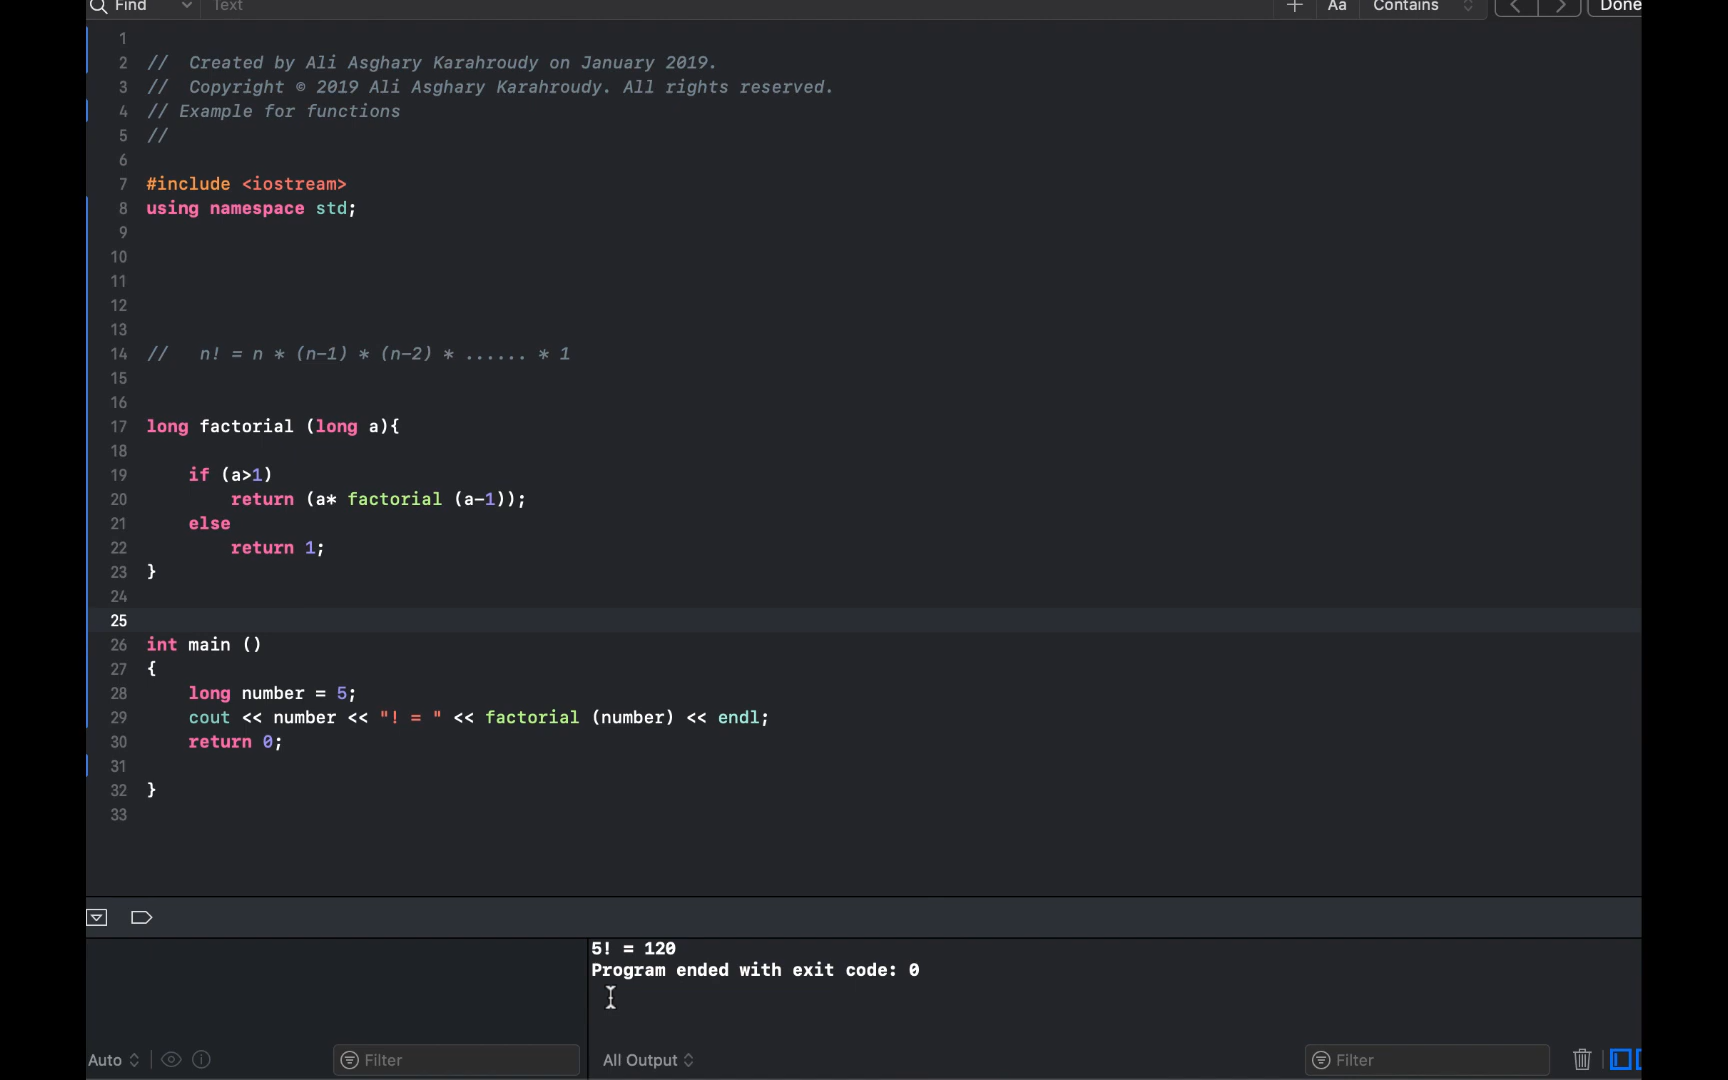 Find Text Aa Contains Done
1
2 //  Created by Ali Asghary Karahroudy on January 2019.
3 //  Copyright © 2019 Ali Asghary Karahroudy. All rights reserved.
4 // Example for functions
5 //
6
7 #include <iostream>
8 using namespace std;
9
10
11
12
13
14 //   n! = n * (n-1) * (n-2) * ...... * 1
15
16
17 long factorial (long a){
18
19     if (a>1)
20         return (a* factorial (a-1));
21     else
22         return 1;
23 }
24
25
26 int main ()
27 {
28     long number = 5;
29     cout << number << "! = " << factorial (number) << endl;
30     return 0;
31
32 }
33
5! = 120
Program ended with exit code: 0
Auto Filter All Output Filter